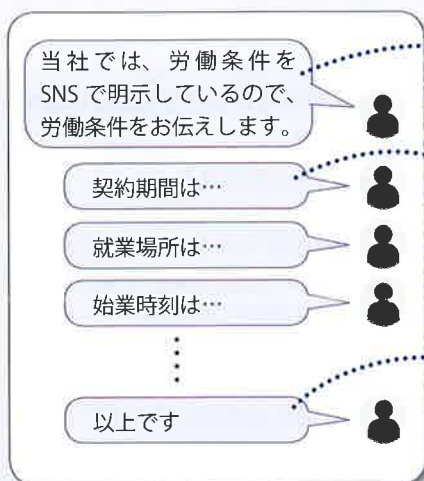 当社では、労働条件を
SNSで明示しているので、
労働条件をお伝えします。
契約期間は…
就業場所は…
始業時刻は…
以上です